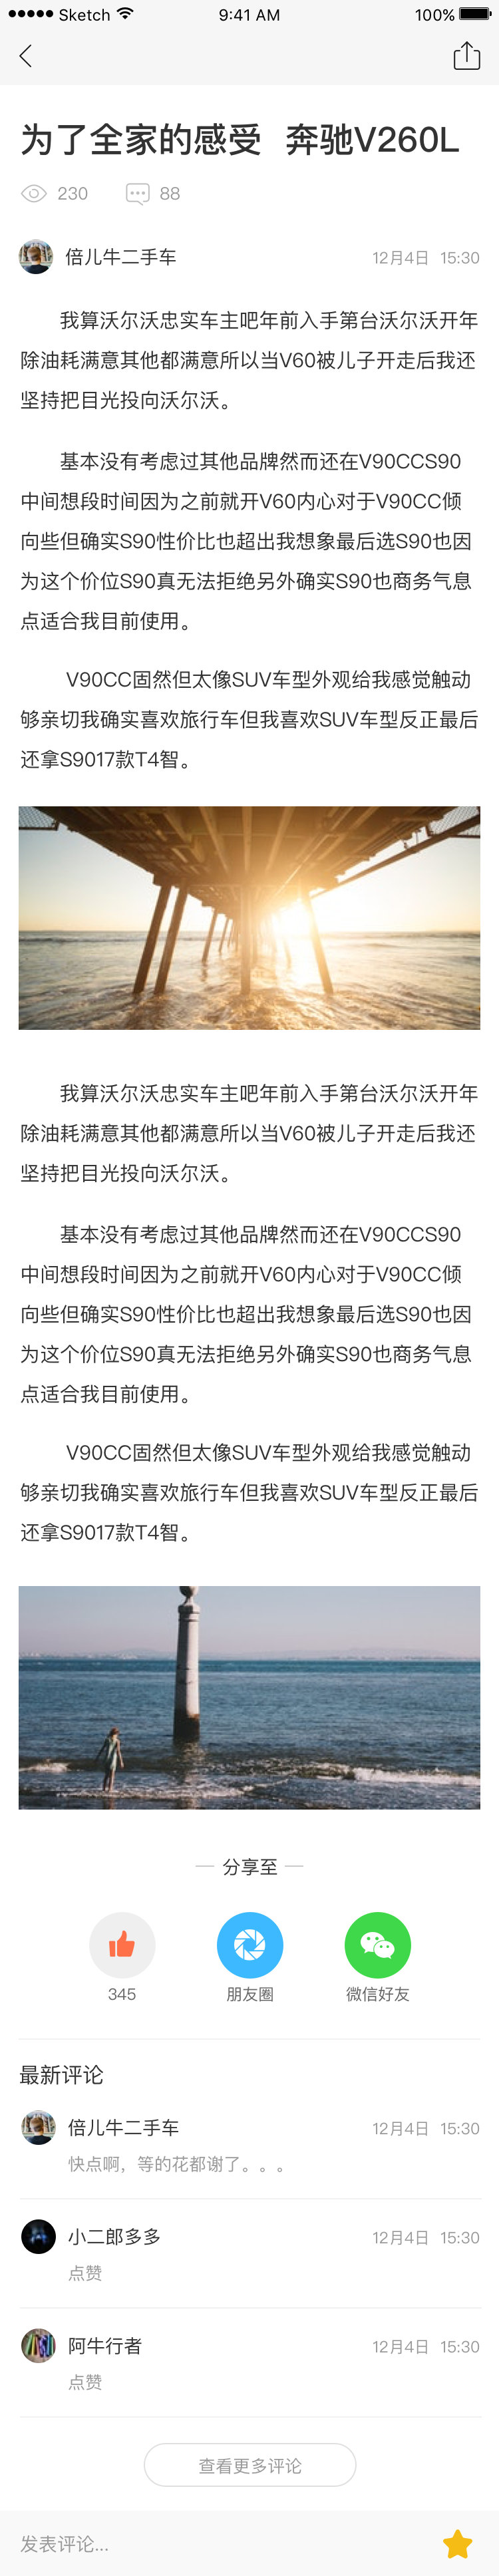 Sketch 9:41 AM 100%
为了全家的感受 奔驰V260L
230 88
倍儿牛二手车 12月4日 15:30
我算沃尔沃忠实车主吧年前入手第台沃尔沃开年
除油耗满意其他都满意所以当V60被儿子开走后我还
坚持把目光投向沃尔沃。
基本没有考虑过其他品牌然而还在V90CCS90
中间想段时间因为之前就开V60内心对于V90CC倾
向些但确实S90性价比也超出我想象最后选S90也因
为这个价位S90真无法拒绝另外确实S90也商务气息
点适合我目前使用。
V90CC固然但太像SUV车型外观给我感觉触动
够亲切我确实喜欢旅行车但我喜欢SUV车型反正最后
还拿S9017款T4智。
我算沃尔沃忠实车主吧年前入手第台沃尔沃开年
除油耗满意其他都满意所以当V60被儿子开走后我还
坚持把目光投向沃尔沃。
基本没有考虑过其他品牌然而还在V90CCS90
中间想段时间因为之前就开V60内心对于V90CC倾
向些但确实S90性价比也超出我想象最后选S90也因
为这个价位S90真无法拒绝另外确实S90也商务气息
点适合我目前使用。
V90CC固然但太像SUV车型外观给我感觉触动
够亲切我确实喜欢旅行车但我喜欢SUV车型反正最后
还拿S9017款T4智。
分享至
345 朋友圈 微信好友
最新评论
倍儿牛二手车 12月4日 15:30
快点啊，等的花都谢了。。。
小二郎多多 12月4日 15:30
点赞
阿牛行者 12月4日 15:30
点赞
查看更多评论
发表评论...